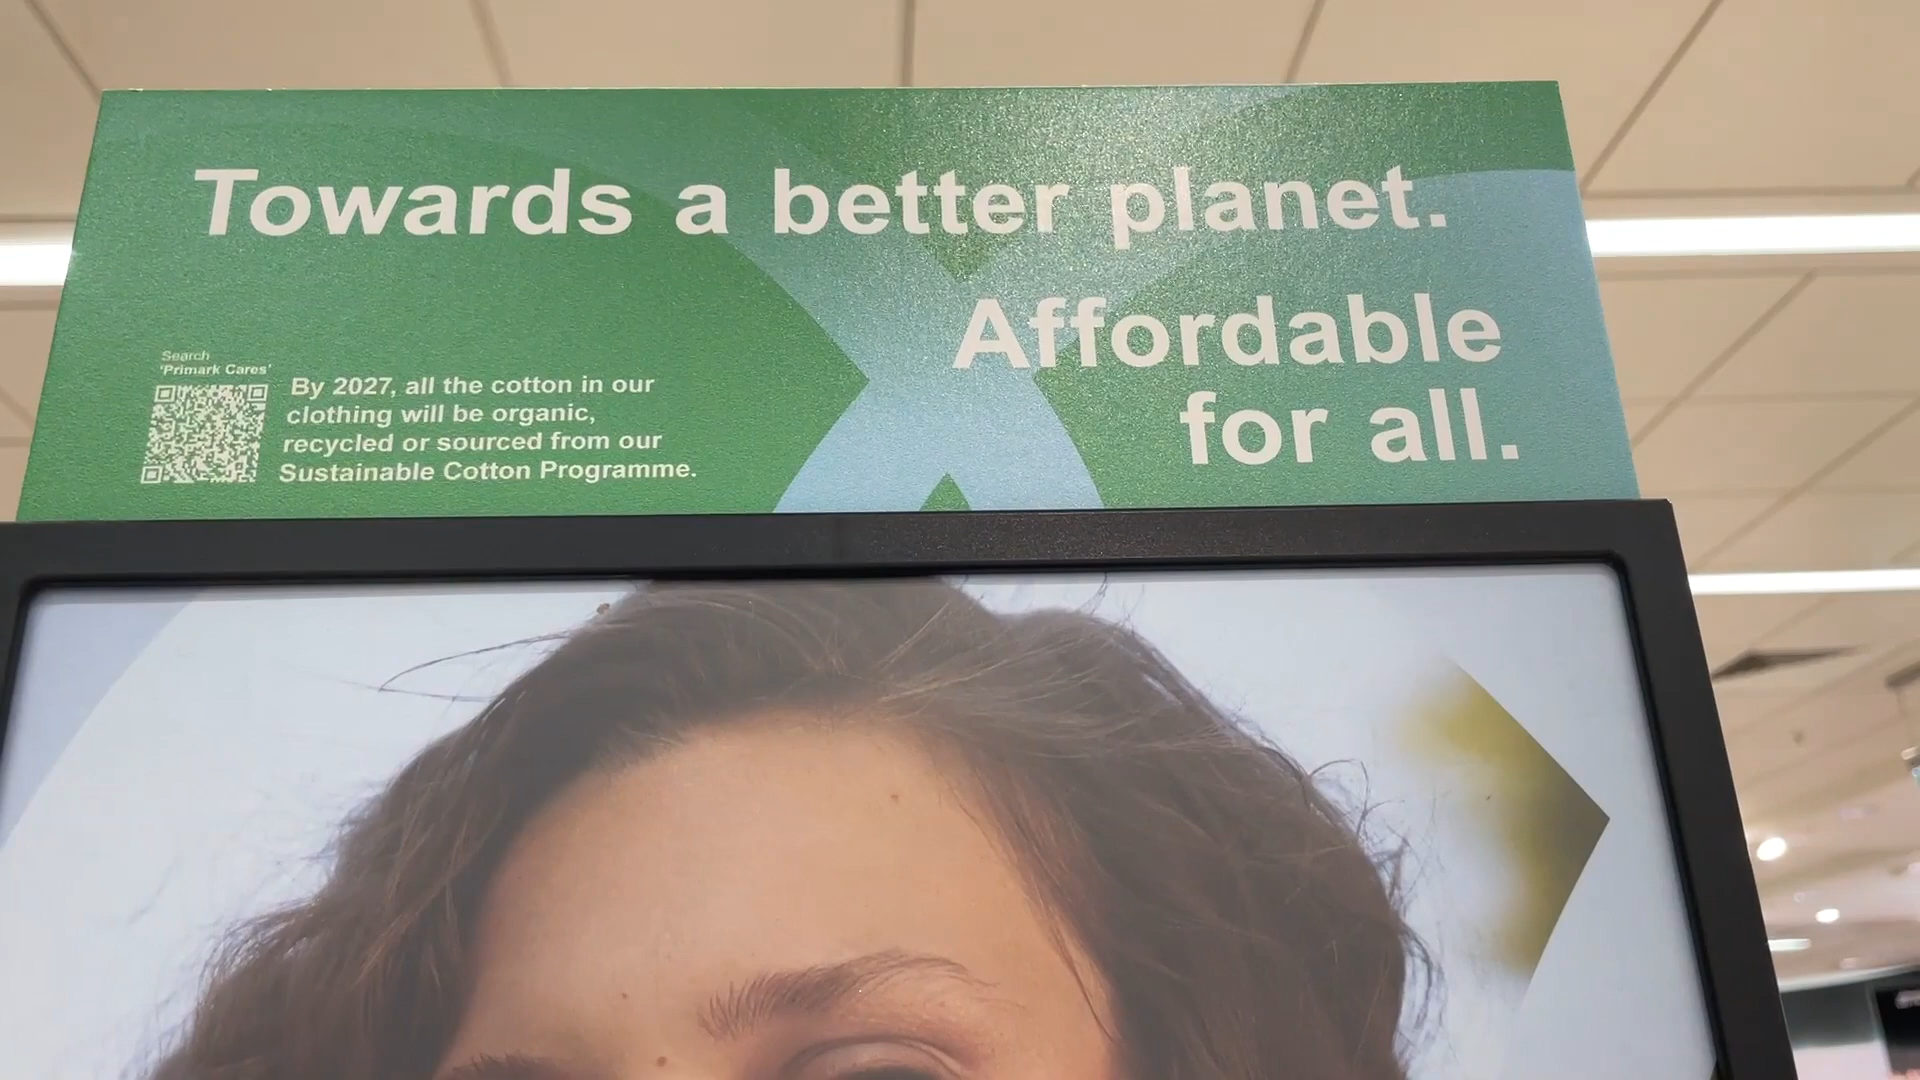 Towards a better planet.
Affordable
for all.
Search
'Primark Cares'
By 2027, all the cotton in our
clothing will be organic,
recycled or sourced from our
Sustainable Cotton Programme.